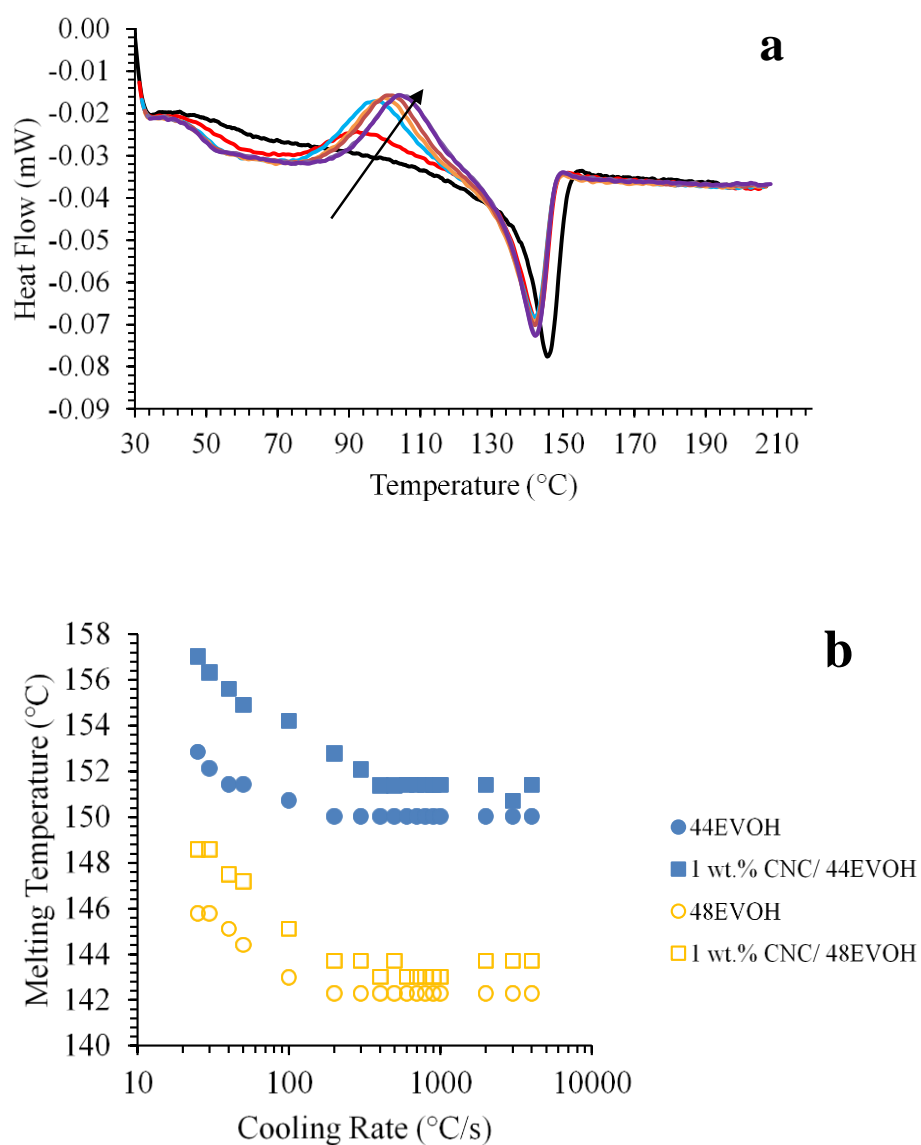 a
0.00
-0.01
-0.02
-0.03
-0.04
-0.05
-0.06
-0.07
-0.08
-0.09
Heat Flow (mW)
30 50 70 90 110 130 150 170 190 210
Temperature (°C)
b
158
156
154
152
150
148
146
144
142
140
Melting Temperature (°C)
10 100 1000 10000
Cooling Rate (°C/s)
44EVOH
1 wt.% CNC/ 44EVOH
48EVOH
1 wt.% CNC/ 48EVOH